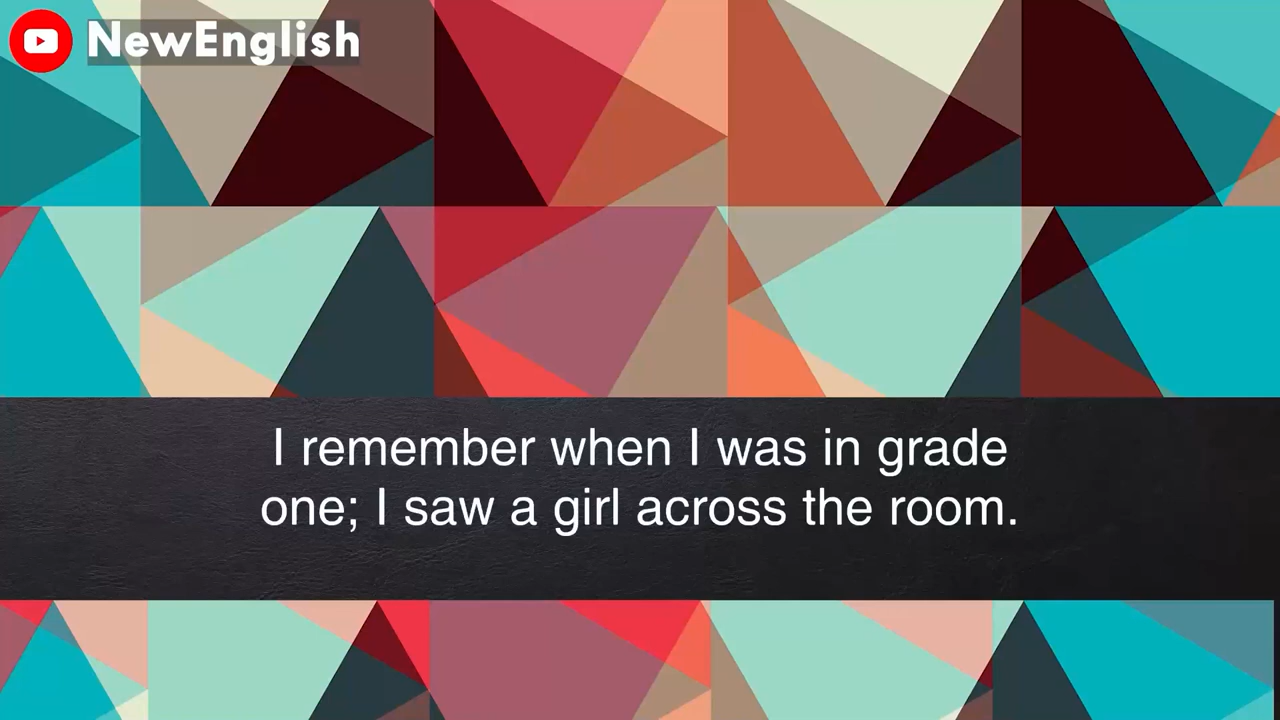 NewEnglish
I remember when I was in grade
one; I saw a girl across the room.